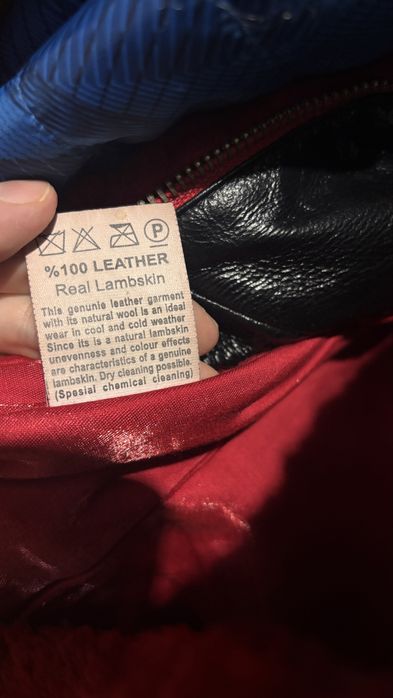 P
%100 LEATHER
Real Lambskin
This genunie leather garment
with its natural wool is an ideal
wear in cool and cold weather
Since its is a natural lambskin
unevenness and colour effects
are characteristics of a genuine
lambskin. Dry cleaning possible.
(Spesial chemical cleaning)